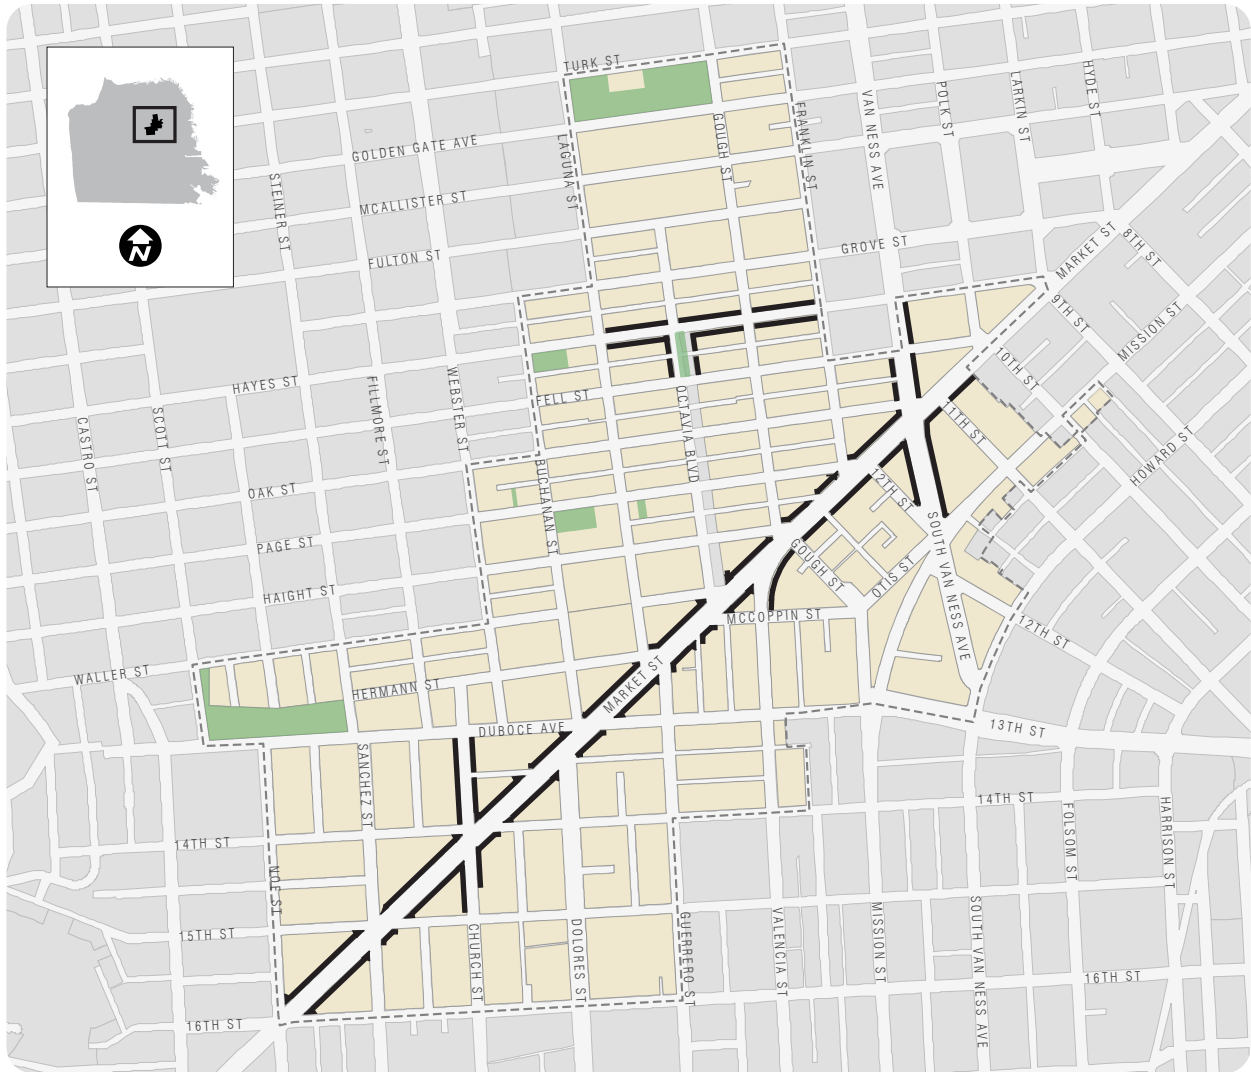 TURK ST
GOLDEN GATE AVE
MCALLISTER ST
FULTON ST
STEINER ST
LAGUNA ST
GOUGH ST
FRANKLIN ST
VAN NESS AVE
POLK ST
LARKIN ST
HYDE ST
GROVE ST
MARKET ST
8TH ST
9TH ST
MISSION ST
10TH ST
N
HAYES ST
FELL ST
OCTAVIA BLVD
11TH ST
HOWARD ST
CASTRO ST
SCOTT ST
FILLMORE ST
WEBSTER ST
BUCHANAN ST
OAK ST
PAGE ST
HAIGHT ST
12TH ST
GOUGH ST
OTIS ST
SOUTH VAN NESS AVE
MCCOPPIN ST
12TH ST
WALLER ST
HERMANN ST
MARKET ST
DUBOCE AVE
13TH ST
SANCHEZ ST
14TH ST
14TH ST
FOLSOM ST
HARRISON ST
NOE ST
15TH ST
CHURCH ST
DOLORES ST
GUERRERO ST
VALENCIA ST
MISSION ST
SOUTH VAN NESS AVE
16TH ST
16TH ST